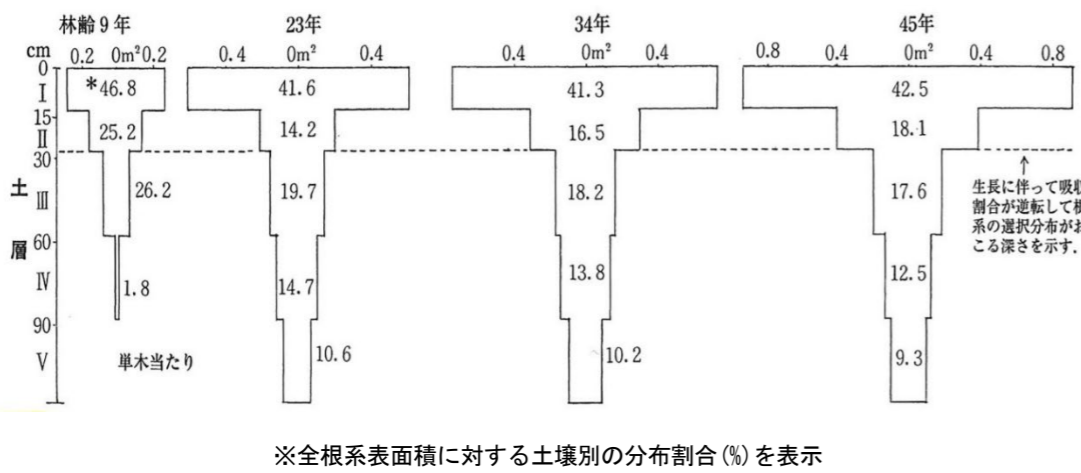 林齢9年 23年 34年 45年
cm 0.2 0m² 0.2 0.4 0m² 0.4 0.4 0m² 0.4 0.8 0.4 0m² 0.4 0.8
0
I *46.8 41.6 41.3 42.5
15
II 25.2 14.2 16.5 18.1
30
土 III 26.2 19.7 18.2 17.6
↑
生長に伴って吸収
割合が逆転して根
系の選択分布がお
こる深さを示す.
60
層 IV 1.8 14.7 13.8 12.5
90
V 単木当たり 10.6 10.2 9.3
※全根系表面積に対する土壌別の分布割合(%)を表示